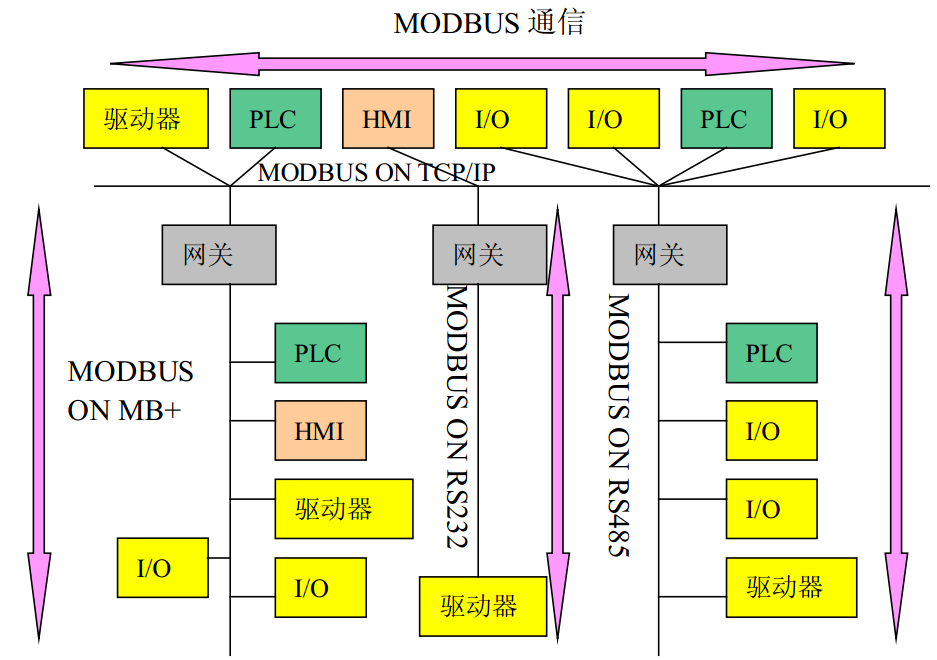 MODBUS 通信
驱动器
PLC
HMI
I/O
I/O
PLC
I/O
MODBUS ON TCP/IP
网关
网关
网关
MODBUS
ON MB+
PLC
HMI
驱动器
I/O
I/O
MODBUS ON RS232
驱动器
MODBUS ON RS485
PLC
I/O
I/O
驱动器